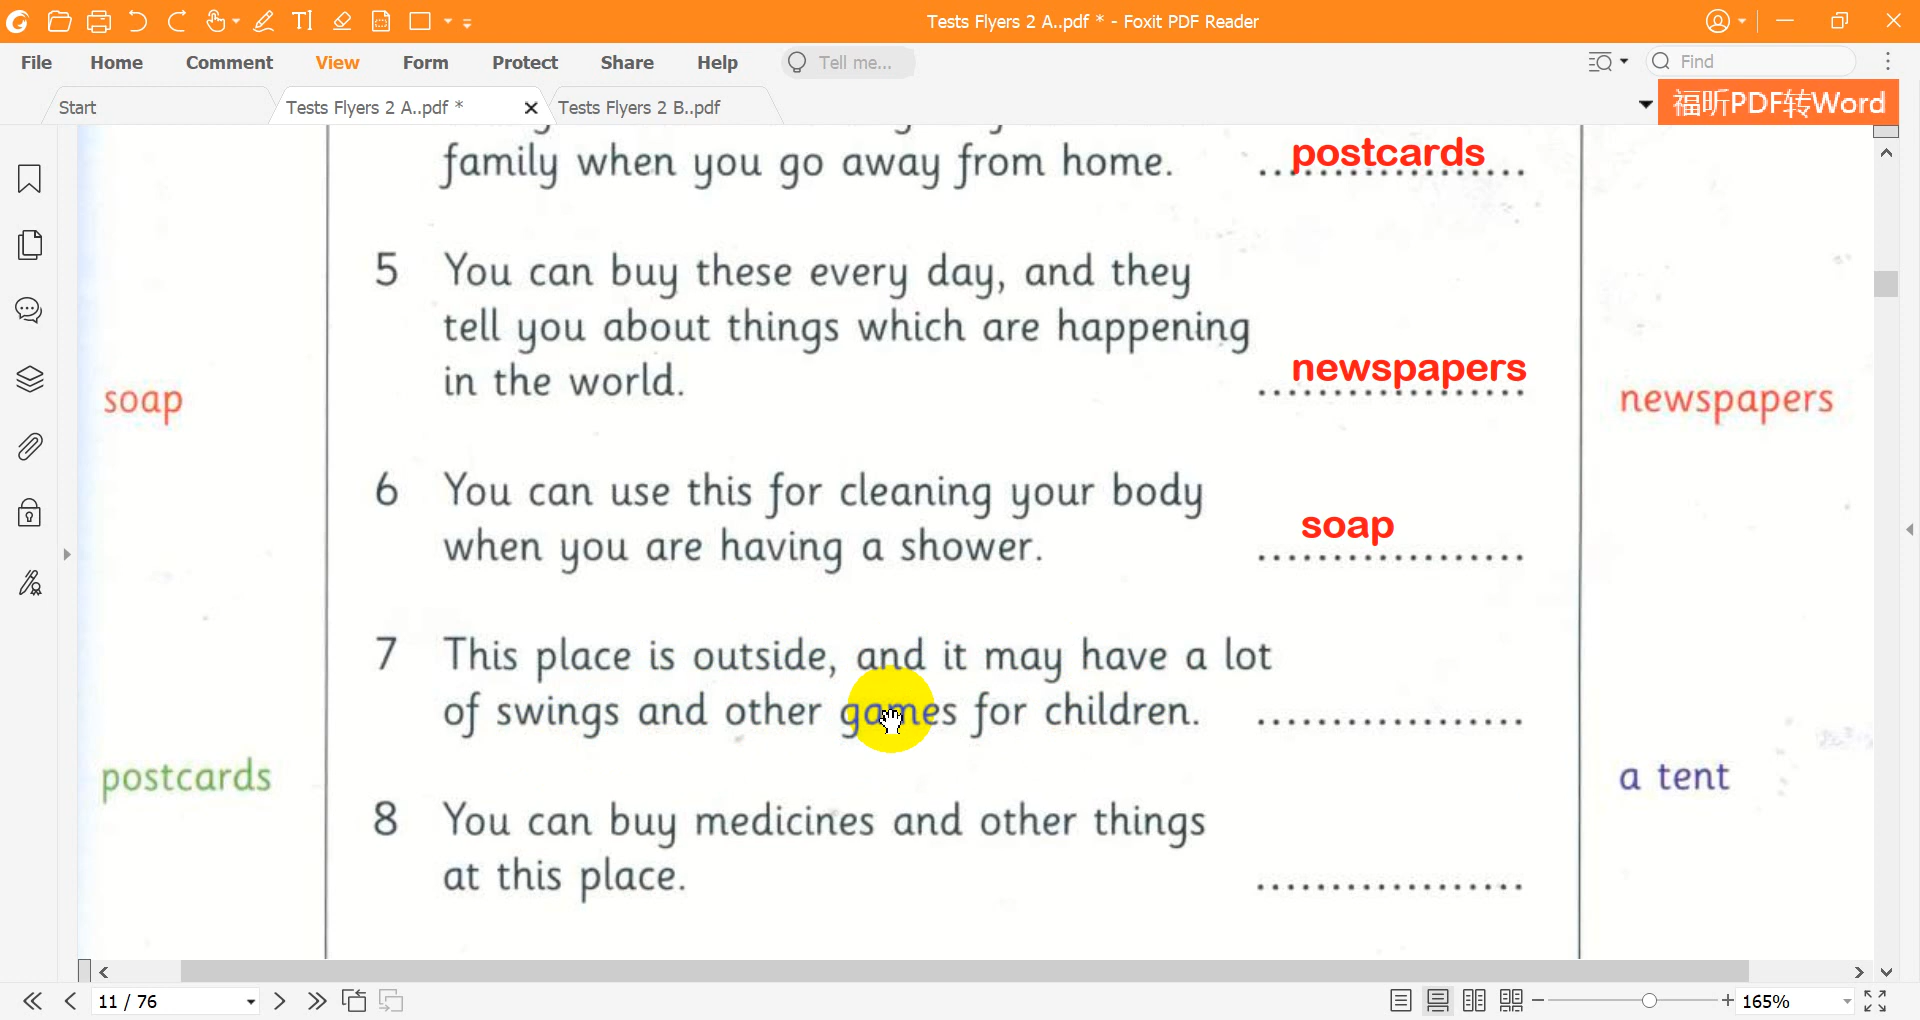 Tests Flyers 2 A..pdf * - Foxit PDF Reader
File Home Comment View Form Protect Share Help Tell me... Find
Start Tests Flyers 2 A..pdf * Tests Flyers 2 B..pdf 福昕PDF转Word
family when you go away from home. postcards
5 You can buy these every day, and they
tell you about things which are happening
in the world. newspapers
soap
newspapers
6 You can use this for cleaning your body
when you are having a shower. soap
7 This place is outside, and it may have a lot
of swings and other games for children.
postcards
a tent
8 You can buy medicines and other things
at this place.
11 / 76 165%